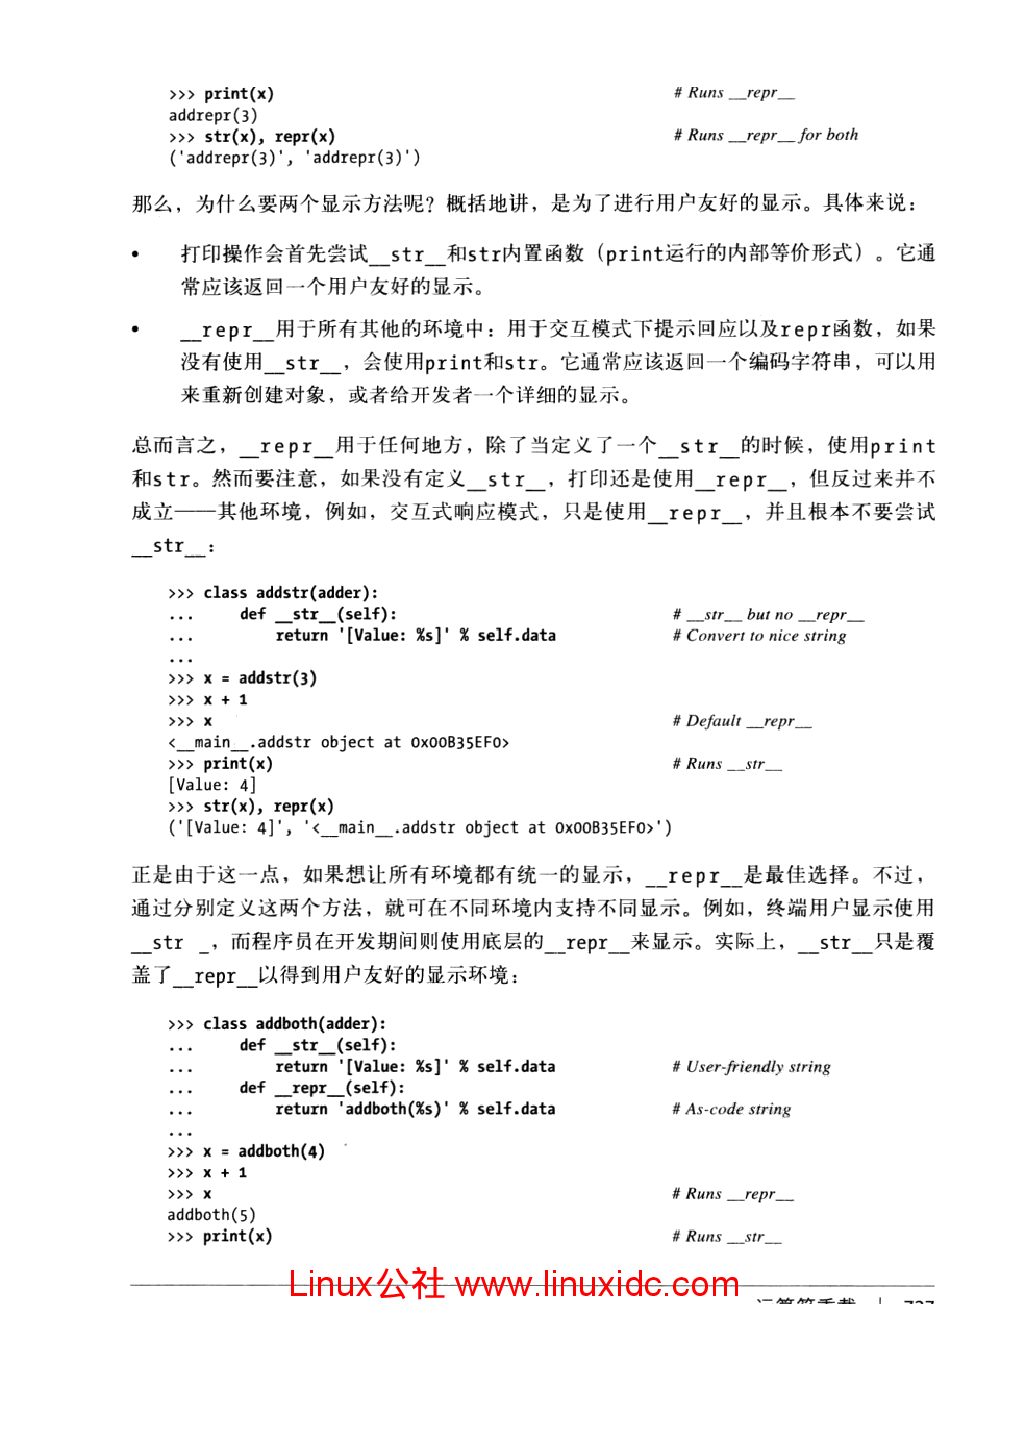 >>> print(x) # Runs __repr__
addrepr(3)
>>> str(x), repr(x) # Runs __repr__ for both
('addrepr(3)', 'addrepr(3)')
那么，为什么要两个显示方法呢？概括地讲，是为了进行用户友好的显示。具体来说：
• 打印操作会首先尝试__str__和str内置函数（print运行的内部等价形式）。它通
常应该返回一个用户友好的显示。
• __repr__用于所有其他的环境中：用于交互模式下提示回应以及repr函数，如果
没有使用__str__，会使用print和str。它通常应该返回一个编码字符串，可以用
来重新创建对象，或者给开发者一个详细的显示。
总而言之，__repr__用于任何地方，除了当定义了一个__str__的时候，使用print
和str。然而要注意，如果没有定义__str__，打印还是使用__repr__，但反过来并不
成立——其他环境，例如，交互式响应模式，只是使用__repr__，并且根本不要尝试
__str__：
>>> class addstr(adder):
... def __str__(self): # __str__ but no __repr__
... return '[Value: %s]' % self.data # Convert to nice string
...
>>> x = addstr(3)
>>> x + 1
>>> x # Default __repr__
<__main__.addstr object at 0x00B35EF0>
>>> print(x) # Runs __str__
[Value: 4]
>>> str(x), repr(x)
('[Value: 4]', '<__main__.addstr object at 0x00B35EF0>')
正是由于这一点，如果想让所有环境都有统一的显示，__repr__是最佳选择。不过，
通过分别定义这两个方法，就可在不同环境内支持不同显示。例如，终端用户显示使用
__str _，而程序员在开发期间则使用底层的__repr__来显示。实际上，__str__只是覆
盖了__repr__以得到用户友好的显示环境：
>>> class addboth(adder):
... def __str__(self):
... return '[Value: %s]' % self.data # User-friendly string
... def __repr__(self):
... return 'addboth(%s)' % self.data # As-code string
...
>>> x = addboth(4)
>>> x + 1
>>> x # Runs __repr__
addboth(5)
>>> print(x) # Runs __str__
Linux公社 www.linuxidc.com